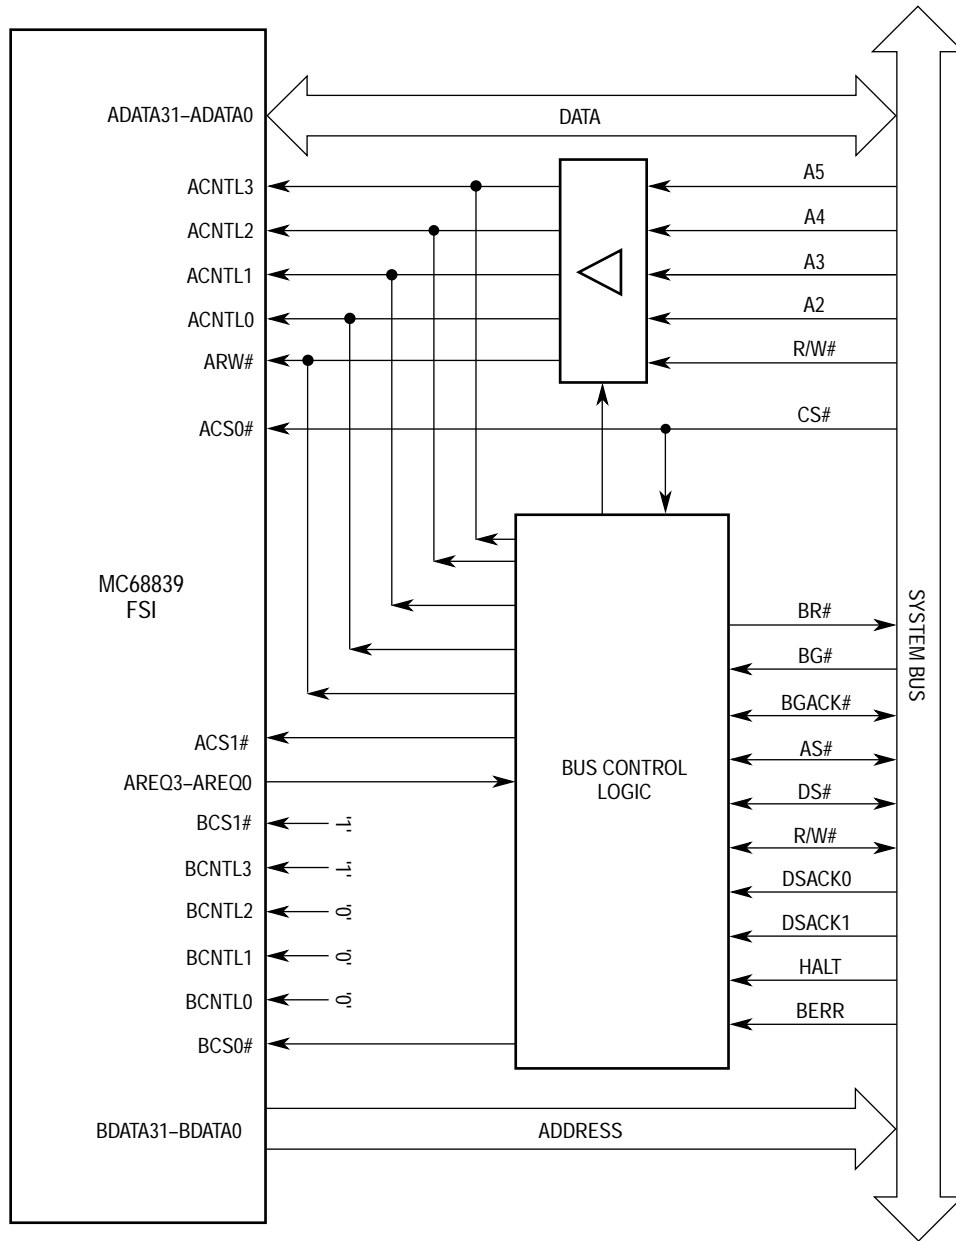 ADATA31–ADATA0
DATA
ACNTL3
A5
ACNTL2
A4
ACNTL1
A3
ACNTL0
A2
ARW#
R/W#
ACS0#
CS#
MC68839
FSI
SYSTEM BUS
BR#
BG#
BGACK#
ACS1#
AS#
AREQ3–AREQ0
BUS CONTROL
LOGIC
DS#
BCS1#
'1'
R/W#
BCNTL3
'1'
DSACK0
BCNTL2
'0'
DSACK1
BCNTL1
'0'
HALT
BCNTL0
'0'
BERR
BCS0#
BDATA31–BDATA0
ADDRESS